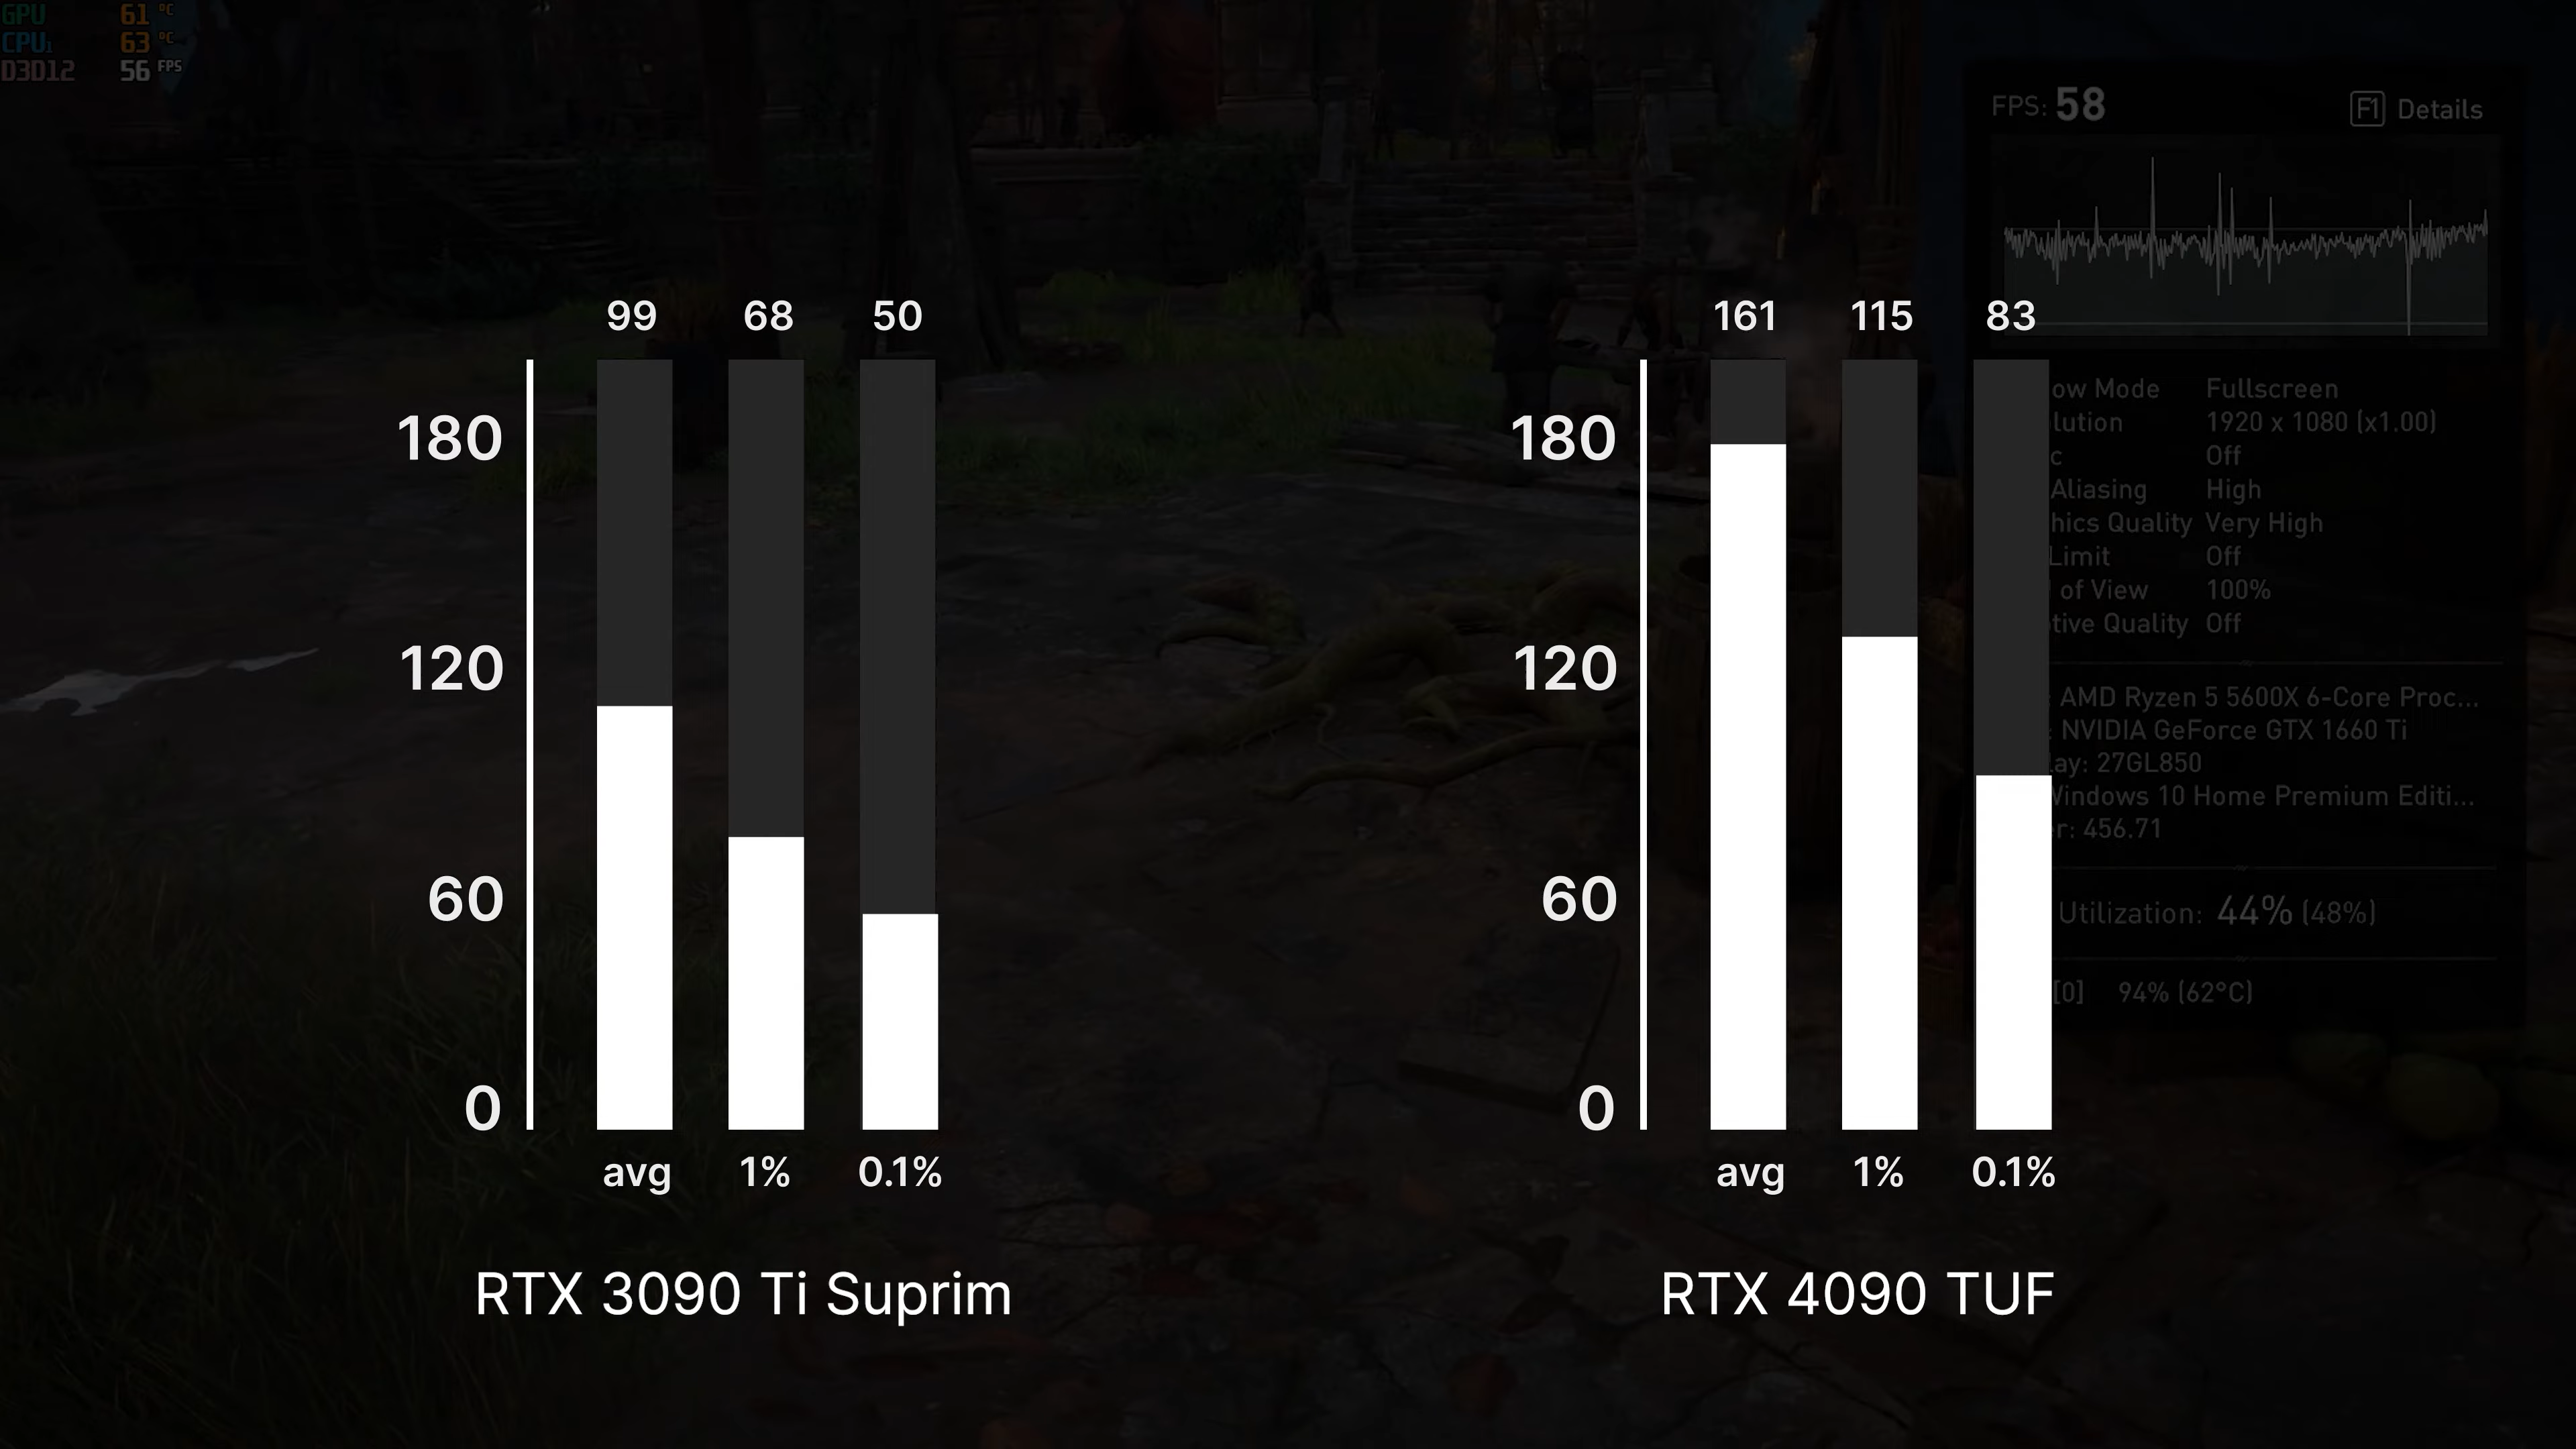 GPU 61 °C
CPU1 63 °C
D3D12 56 FPS
FPS: 58 F1 Details
99 68 50
180
120
60
0
avg 1% 0.1%
RTX 3090 Ti Suprim
161 115 83
180
120
60
0
avg 1% 0.1%
RTX 4090 TUF
ow Mode Fullscreen
lution 1920 x 1080 (x1.00)
c Off
Aliasing High
hics Quality Very High
Limit Off
of View 100%
tive Quality Off
: AMD Ryzen 5 5600X 6-Core Proc...
: NVIDIA GeForce GTX 1660 Ti
lay: 27GL850
Windows 10 Home Premium Editi...
er: 456.71
Utilization: 44% (48%)
[0] 94% (62°C)